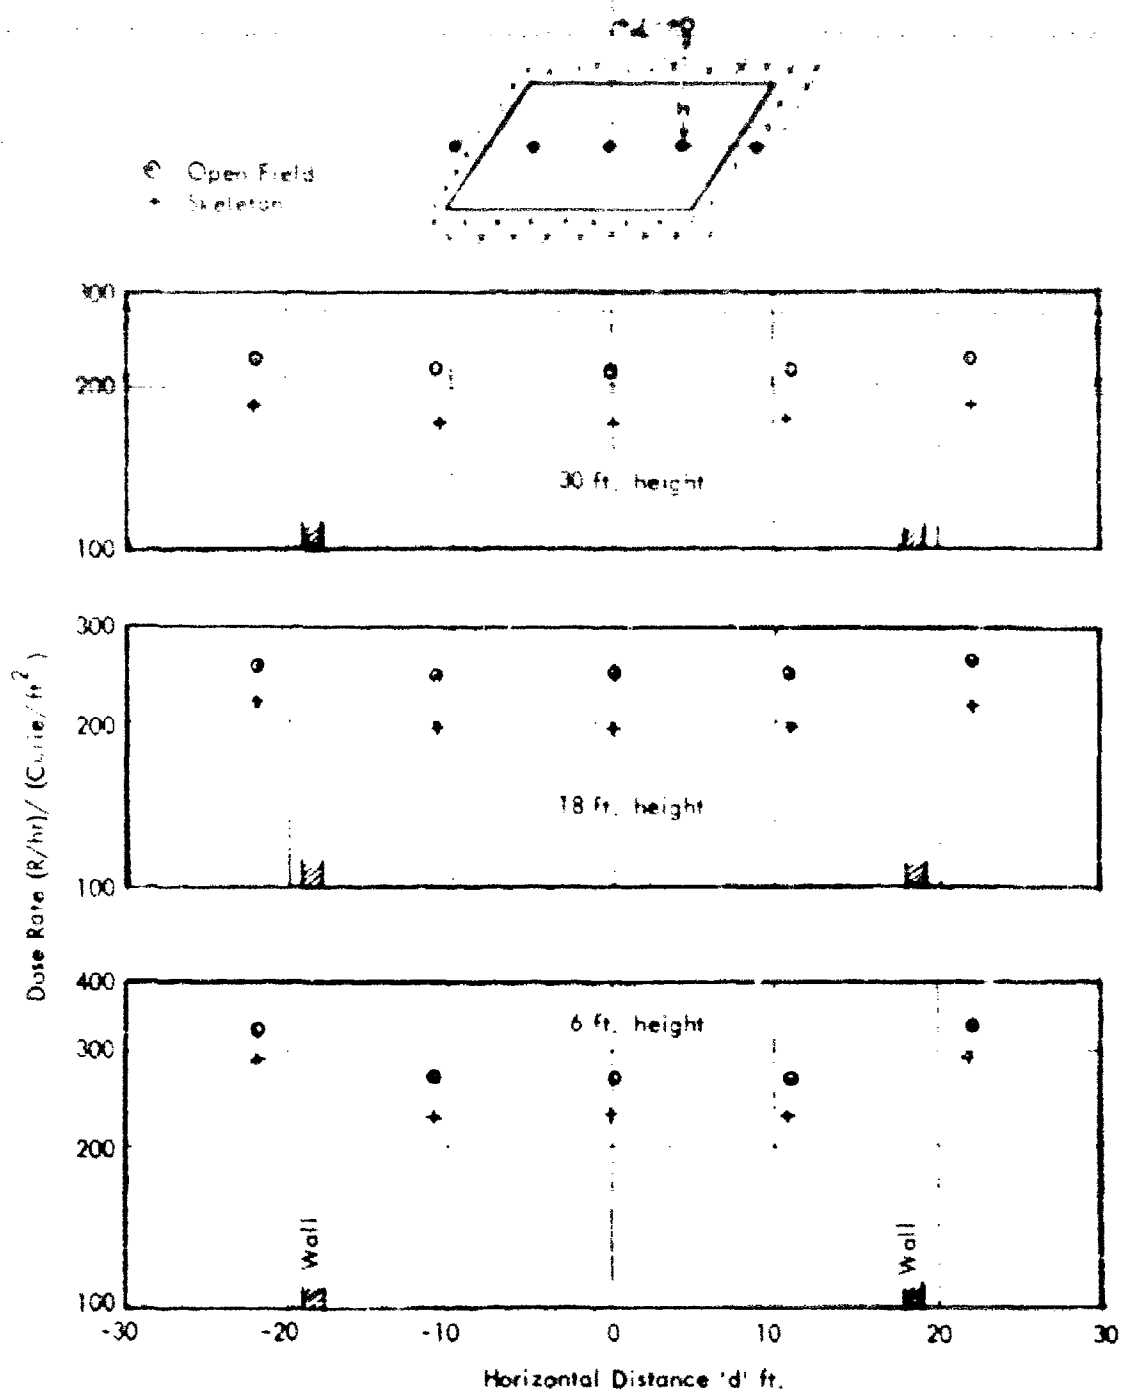 d
h
Open Field
Skeleton
300
200
100
30 ft. height
300
200
100
18 ft. height
Dose Rate (R/hr)/ (Curie/ft²)
400
300
200
100
6 ft. height
Wall
Wall
-30 -20 -10 0 10 20 30
Horizontal Distance 'd' ft.